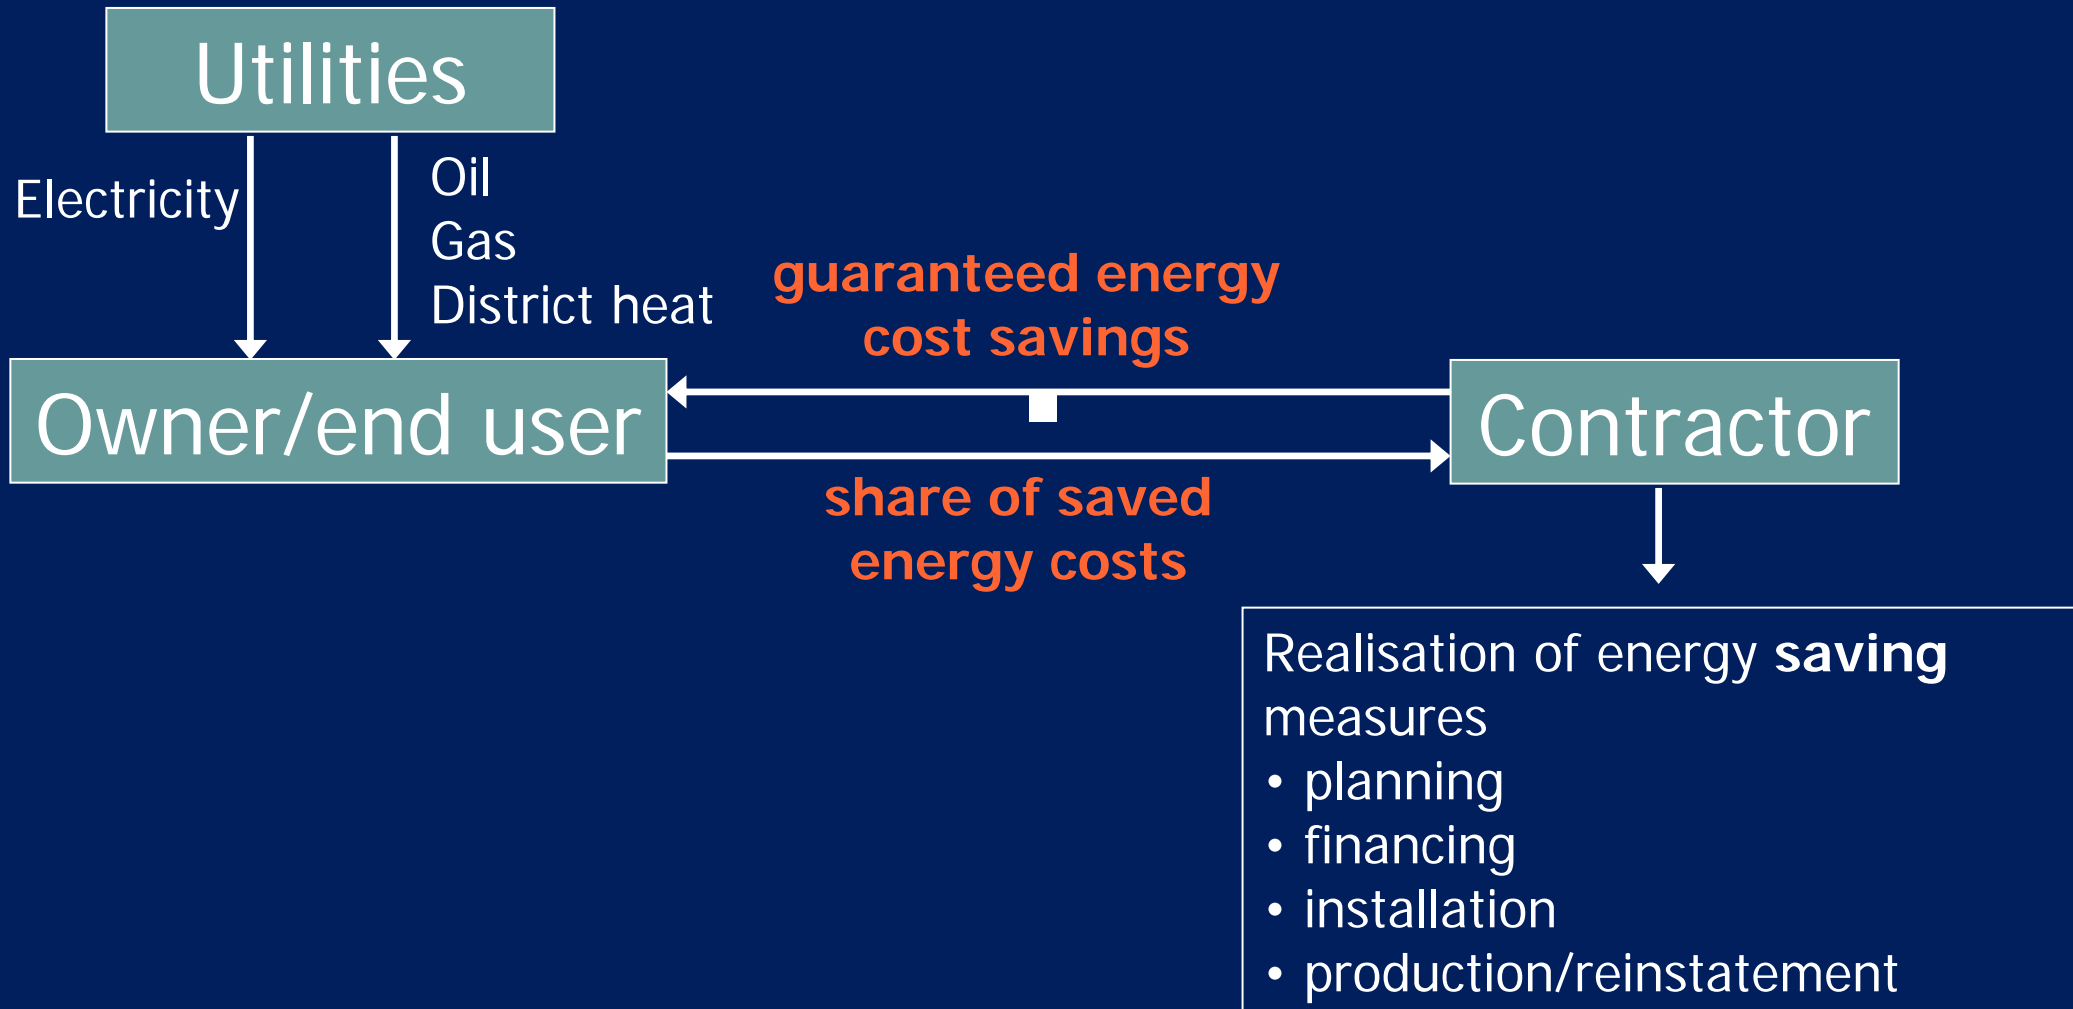 Utilities
Electricity
Oil
Gas
District heat
guaranteed energy
cost savings
Owner/end user
Contractor
share of saved
energy costs
Realisation of energy saving
measures
• planning
• financing
• installation
• production/reinstatement